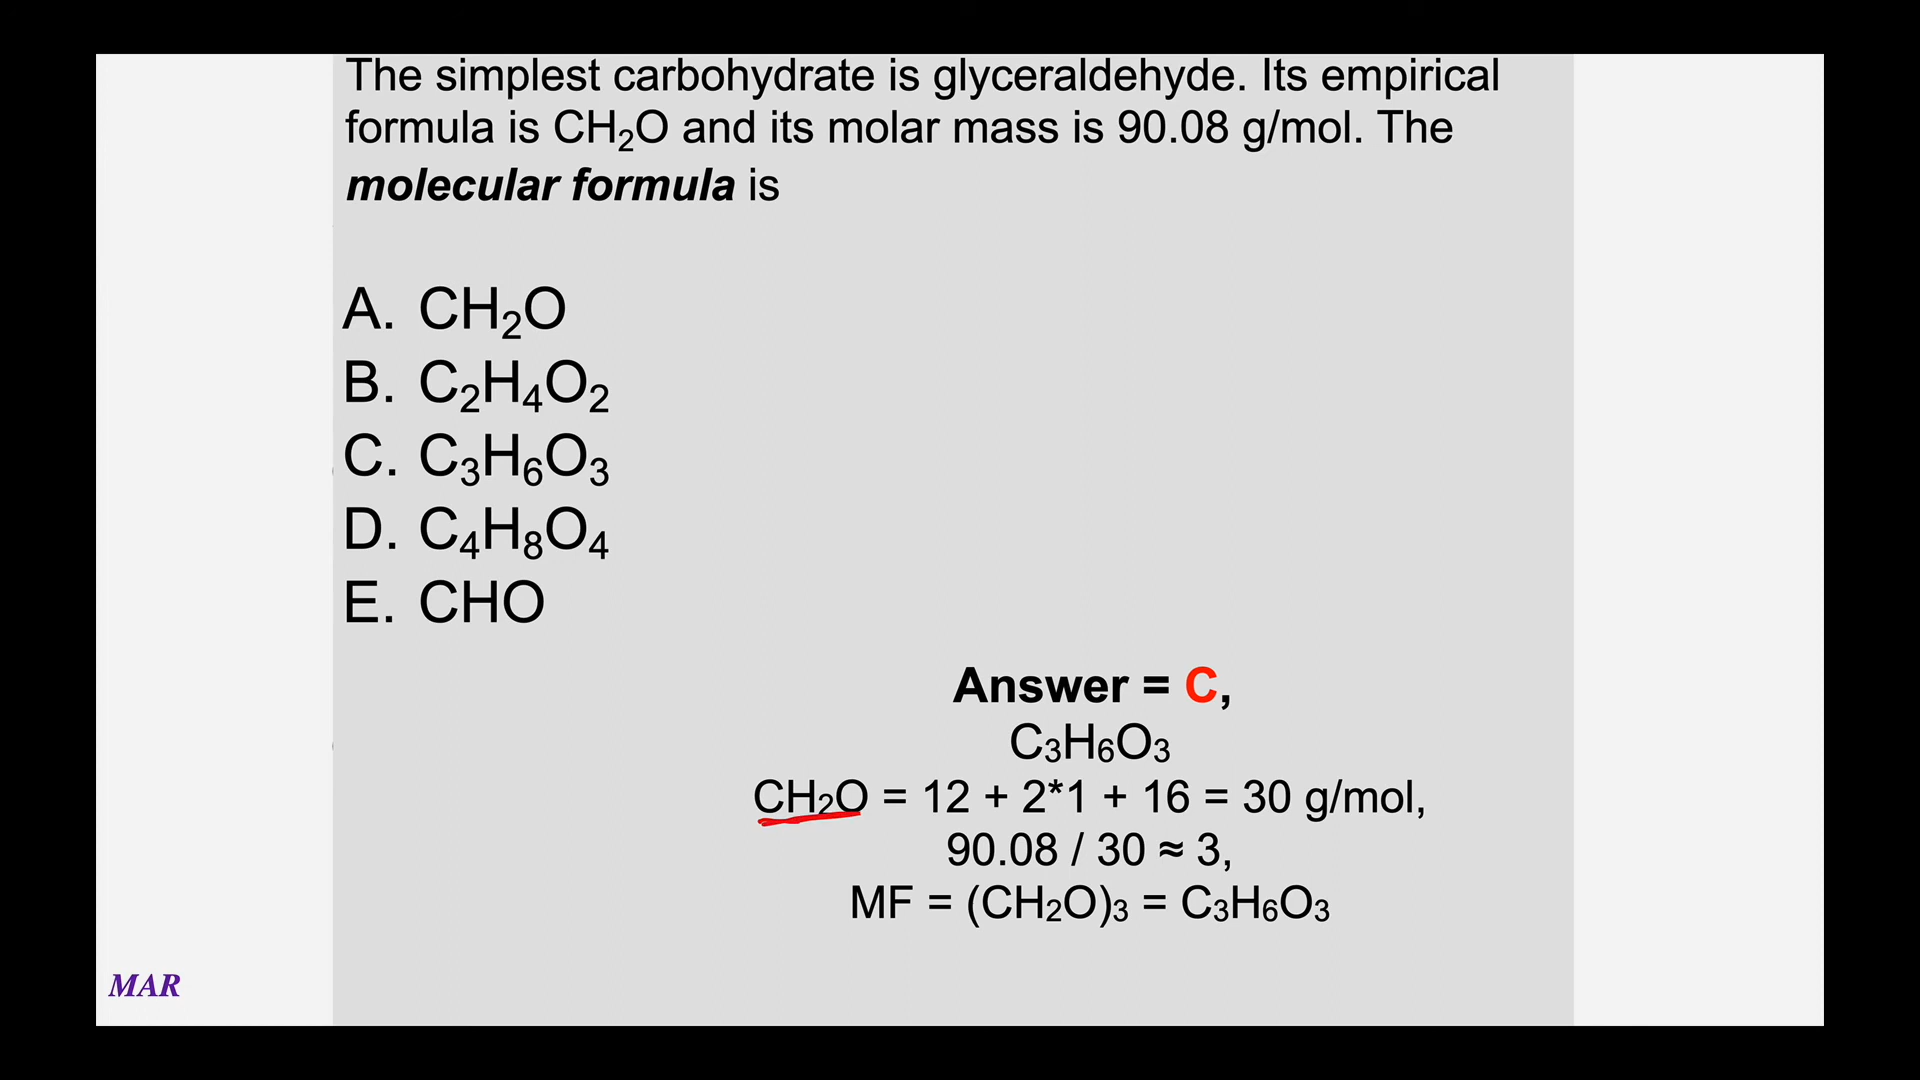 The simplest carbohydrate is glyceraldehyde. Its empirical
formula is CH₂O and its molar mass is 90.08 g/mol. The
molecular formula is
A. CH₂O
B. C₂H₄O₂
C. C₃H₆O₃
D. C₄H₈O₄
E. CHO
Answer = C,
C₃H₆O₃
CH₂O = 12 + 2*1 + 16 = 30 g/mol,
90.08 / 30 ≈ 3,
MF = (CH₂O)₃ = C₃H₆O₃
MAR